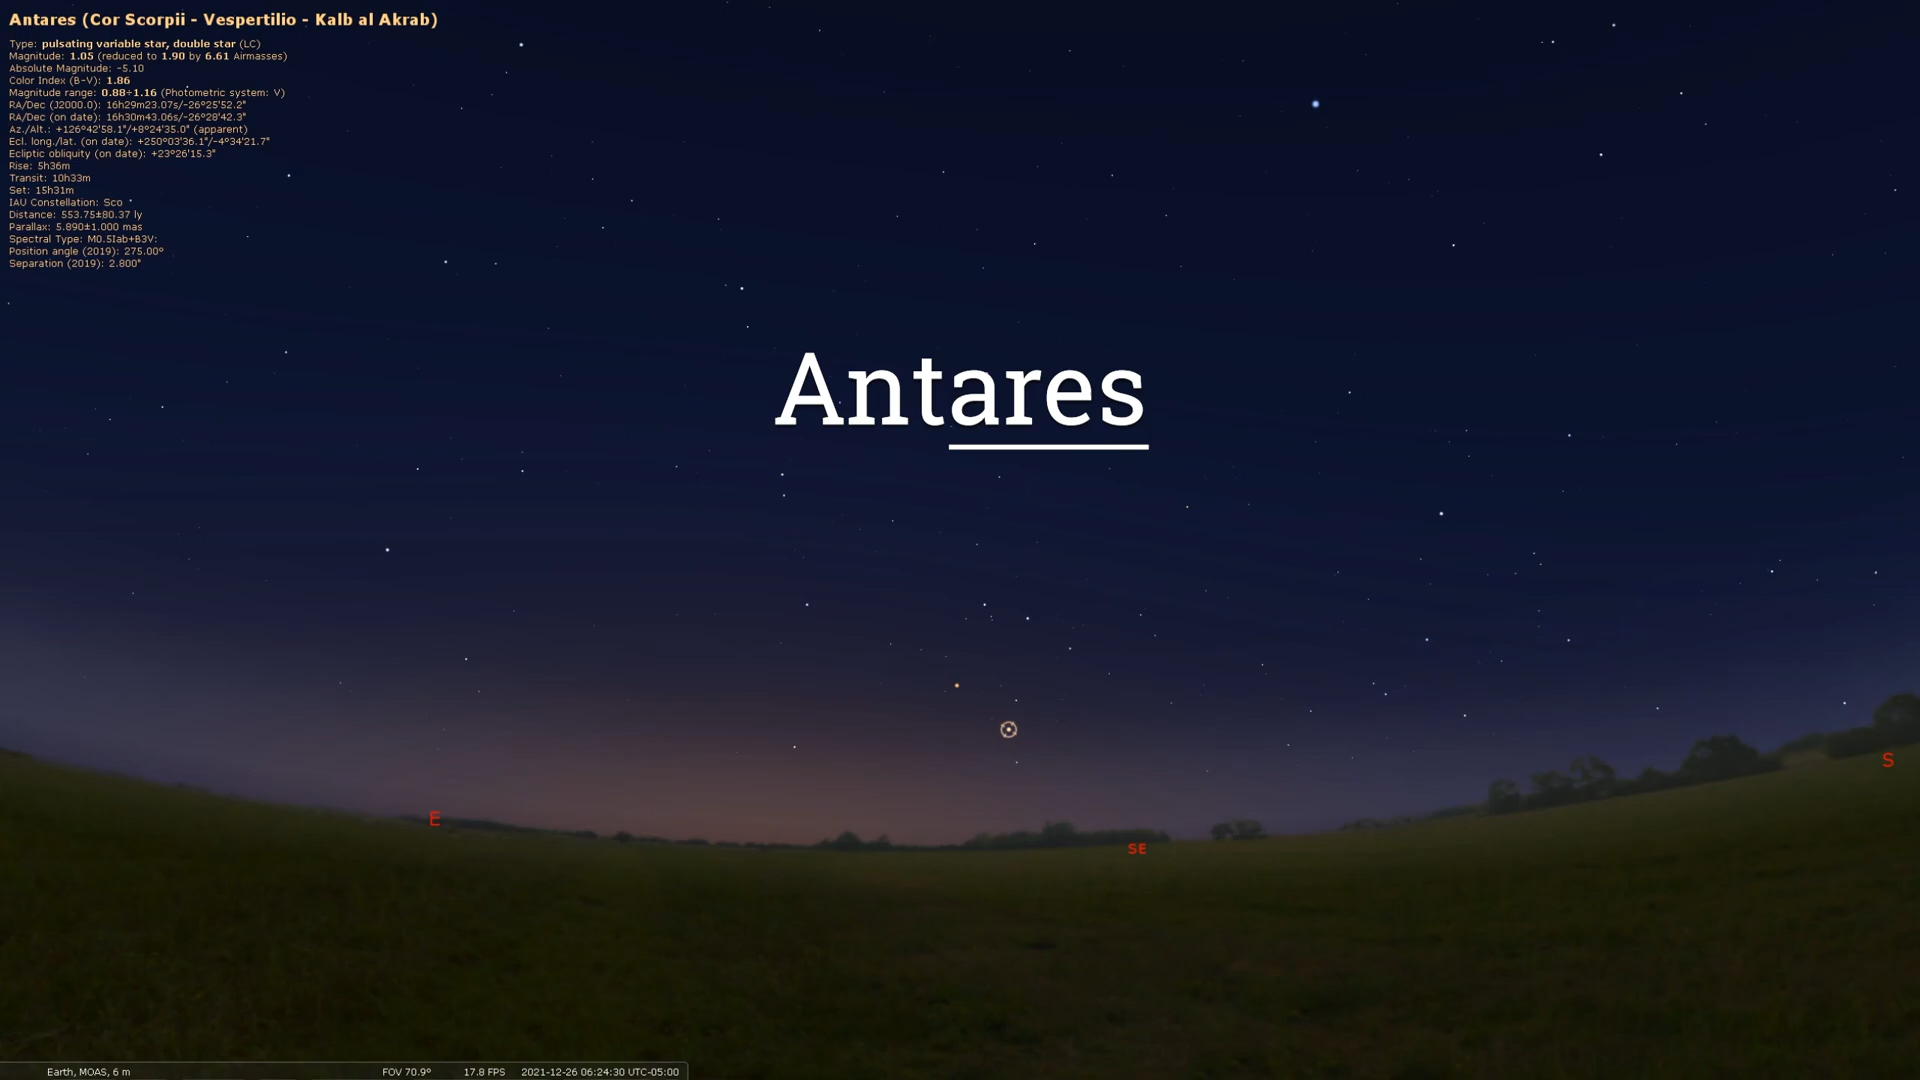 Antares (Cor Scorpii - Vespertilio - Kalb al Akrab)
Type: pulsating variable star, double star (LC)
Magnitude: 1.05 (reduced to 1.90 by 6.61 Airmasses)
Absolute Magnitude: -5.10
Color Index (B-V): 1.86
Magnitude range: 0.88÷1.16 (Photometric system: V)
RA/Dec (J2000.0): 16h29m23.07s/-26°25'52.2"
RA/Dec (on date): 16h30m43.06s/-26°28'42.3"
Az./Alt.: +126°42'58.1"/+8°24'35.0" (apparent)
Ecl. long./lat. (on date): +250°03'36.1"/-4°34'21.7"
Ecliptic obliquity (on date): +23°26'15.3"
Rise: 5h36m
Transit: 10h33m
Set: 15h31m
IAU Constellation: Sco
Distance: 553.75±80.37 ly
Parallax: 5.890±1.000 mas
Spectral Type: M0.5Iab+B3V:
Position angle (2019): 275.00°
Separation (2019): 2.800"
Antares
E
SE
S
Earth, MOAS, 6 m FOV 70.9° 17.8 FPS 2021-12-26 06:24:30 UTC-05:00